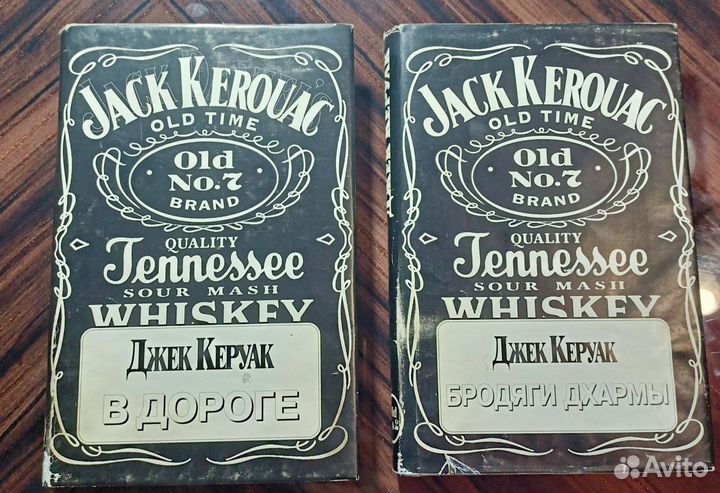 JACK KEROUAC
OLD TIME
Old
No.7
BRAND
QUALITY
Tennessee
SOUR MASH
WHISKEY
ДЖЕК КЕРУАК
В ДОРОГЕ
JACK KEROUAC
OLD TIME
Old
No.7
BRAND
QUALITY
Tennessee
SOUR MASH
WHISKEY
ДЖЕК КЕРУАК
БРОДЯГИ ДХАРМЫ
Avito